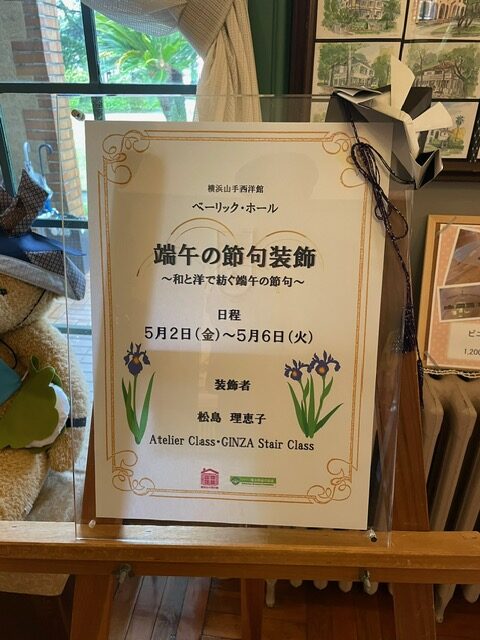 横浜山手西洋館
ベーリック・ホール
端午の節句装飾
～和と洋で紡ぐ端午の節句～
日程
5月2日(金)～5月6日(火)
装飾者
松島 理恵子
Atelier Class・GINZA Stair Class